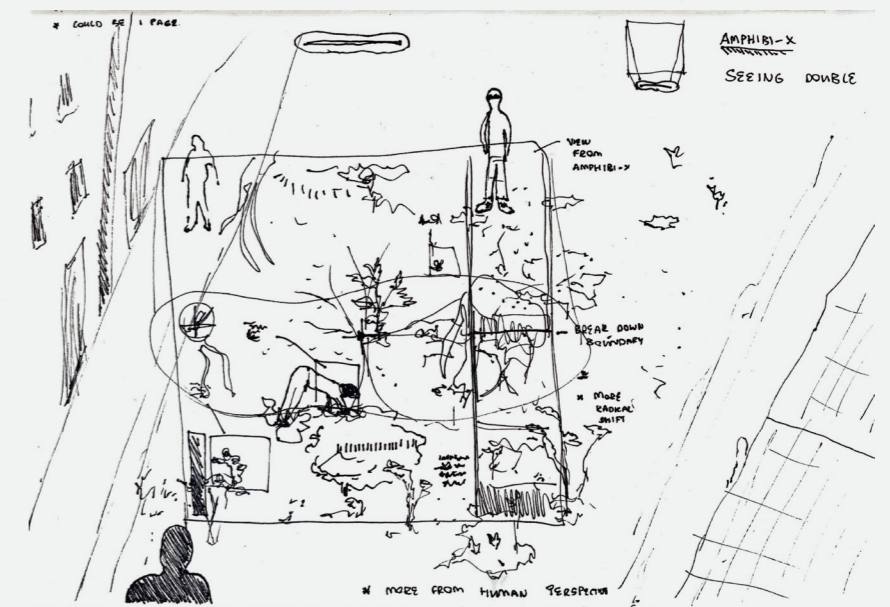 * COULD BE 1 PAGE.
AMPHIBI-X
SEEING DOUBLE
VIEW
FROM
AMPHIBI-X
BREAK DOWN
BOUNDARY
* MORE
RADICAL
SHIFT
* MORE FROM HUMAN